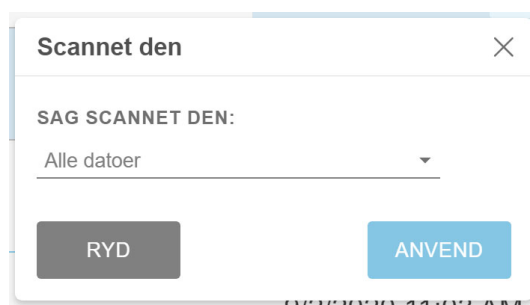 Scannet den
SAG SCANNET DEN:
Alle datoer
RYD
ANVEND